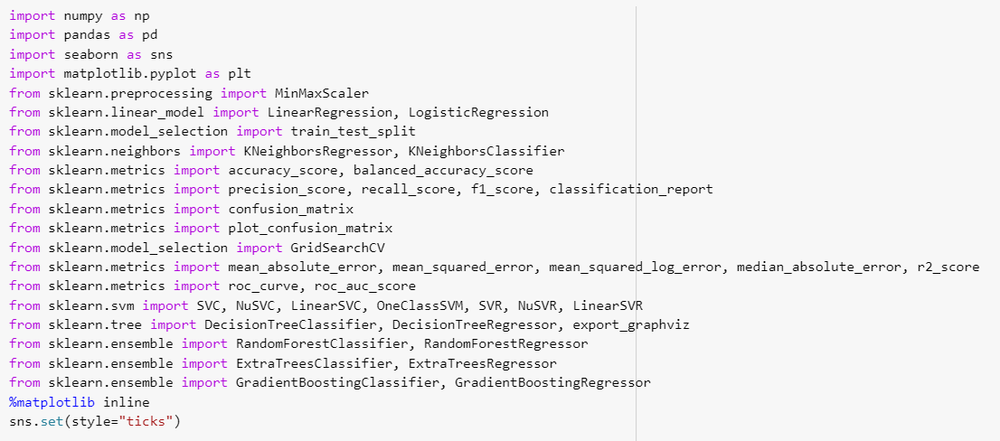 import numpy as np
import pandas as pd
import seaborn as sns
import matplotlib.pyplot as plt
from sklearn.preprocessing import MinMaxScaler
from sklearn.linear_model import LinearRegression, LogisticRegression
from sklearn.model_selection import train_test_split
from sklearn.neighbors import KNeighborsRegressor, KNeighborsClassifier
from sklearn.metrics import accuracy_score, balanced_accuracy_score
from sklearn.metrics import precision_score, recall_score, f1_score, classification_report
from sklearn.metrics import confusion_matrix
from sklearn.metrics import plot_confusion_matrix
from sklearn.model_selection import GridSearchCV
from sklearn.metrics import mean_absolute_error, mean_squared_error, mean_squared_log_error, median_absolute_error, r2_score
from sklearn.metrics import roc_curve, roc_auc_score
from sklearn.svm import SVC, NuSVC, LinearSVC, OneClassSVM, SVR, NuSVR, LinearSVR
from sklearn.tree import DecisionTreeClassifier, DecisionTreeRegressor, export_graphviz
from sklearn.ensemble import RandomForestClassifier, RandomForestRegressor
from sklearn.ensemble import ExtraTreesClassifier, ExtraTreesRegressor
from sklearn.ensemble import GradientBoostingClassifier, GradientBoostingRegressor
%matplotlib inline
sns.set(style="ticks")